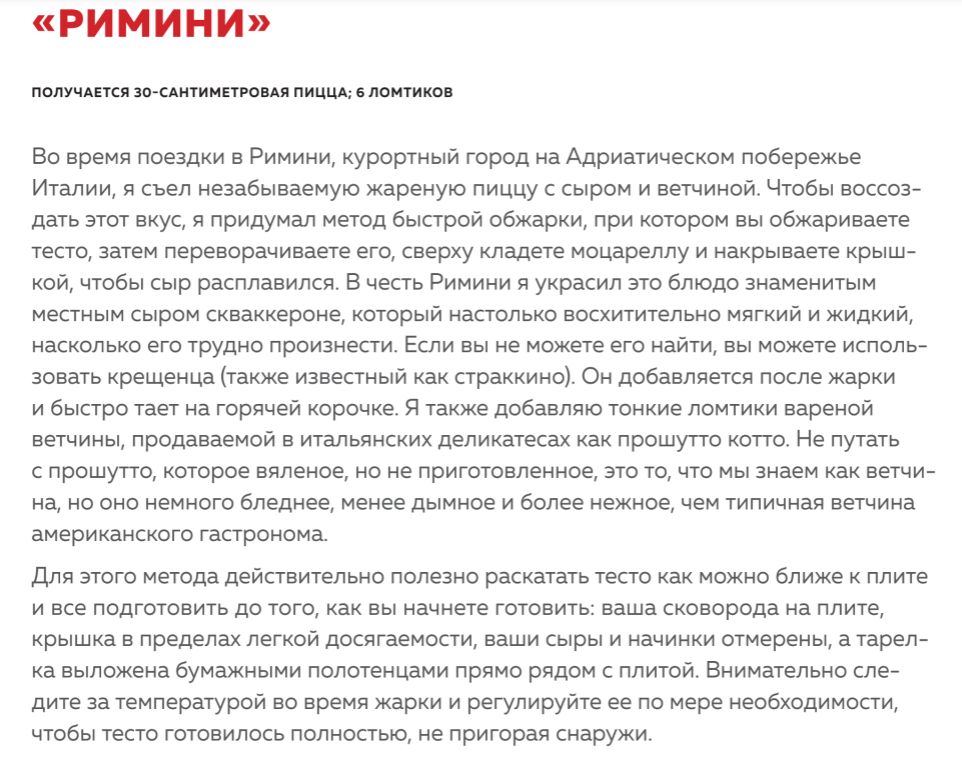 «РИМИНИ»
ПОЛУЧАЕТСЯ 30-САНТИМЕТРОВАЯ ПИЦЦА; 6 ЛОМТИКОВ
Во время поездки в Римини, курортный город на Адриатическом побережье
Италии, я съел незабываемую жареную пиццу с сыром и ветчиной. Чтобы воссоз-
дать этот вкус, я придумал метод быстрой обжарки, при котором вы обжариваете
тесто, затем переворачиваете его, сверху кладете моцареллу и накрываете крыш-
кой, чтобы сыр расплавился. В честь Римини я украсил это блюдо знаменитым
местным сыром скваккероне, который настолько восхитительно мягкий и жидкий,
насколько его трудно произнести. Если вы не можете его найти, вы можете исполь-
зовать крещенца (также известный как страккино). Он добавляется после жарки
и быстро тает на горячей корочке. Я также добавляю тонкие ломтики вареной
ветчины, продаваемой в итальянских деликатесах как прошутто котто. Не путать
с прошутто, которое вяленое, но не приготовленное, это то, что мы знаем как ветчи-
на, но оно немного бледнее, менее дымное и более нежное, чем типичная ветчина
американского гастронома.
Для этого метода действительно полезно раскатать тесто как можно ближе к плите
и все подготовить до того, как вы начнете готовить: ваша сковорода на плите,
крышка в пределах легкой досягаемости, ваши сыры и начинки отмерены, а тарел-
ка выложена бумажными полотенцами прямо рядом с плитой. Внимательно сле-
дите за температурой во время жарки и регулируйте ее по мере необходимости,
чтобы тесто готовилось полностью, не пригорая снаружи.